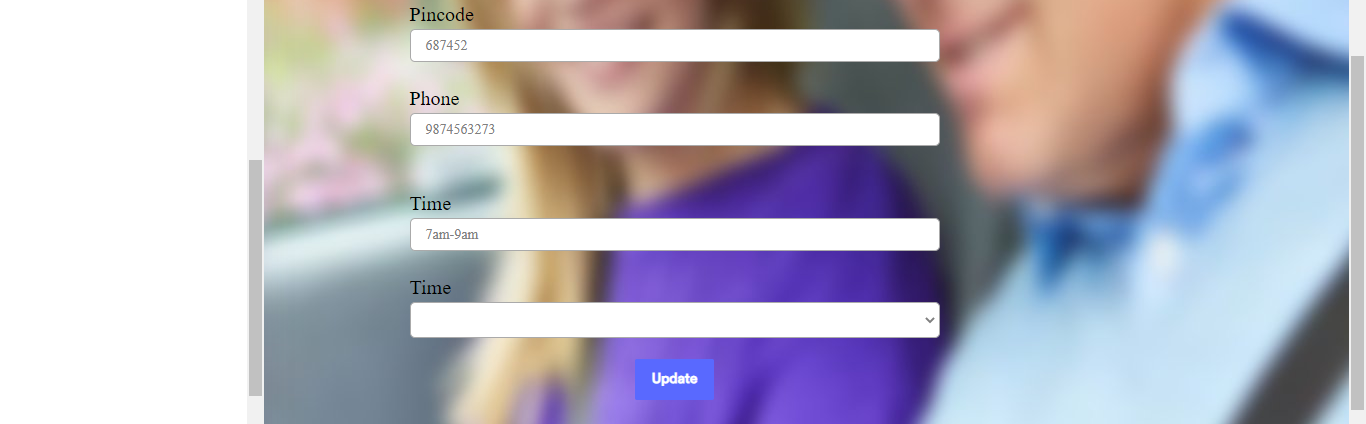 Pincode
687452
Phone
9874563273
Time
7am-9am
Time
Update